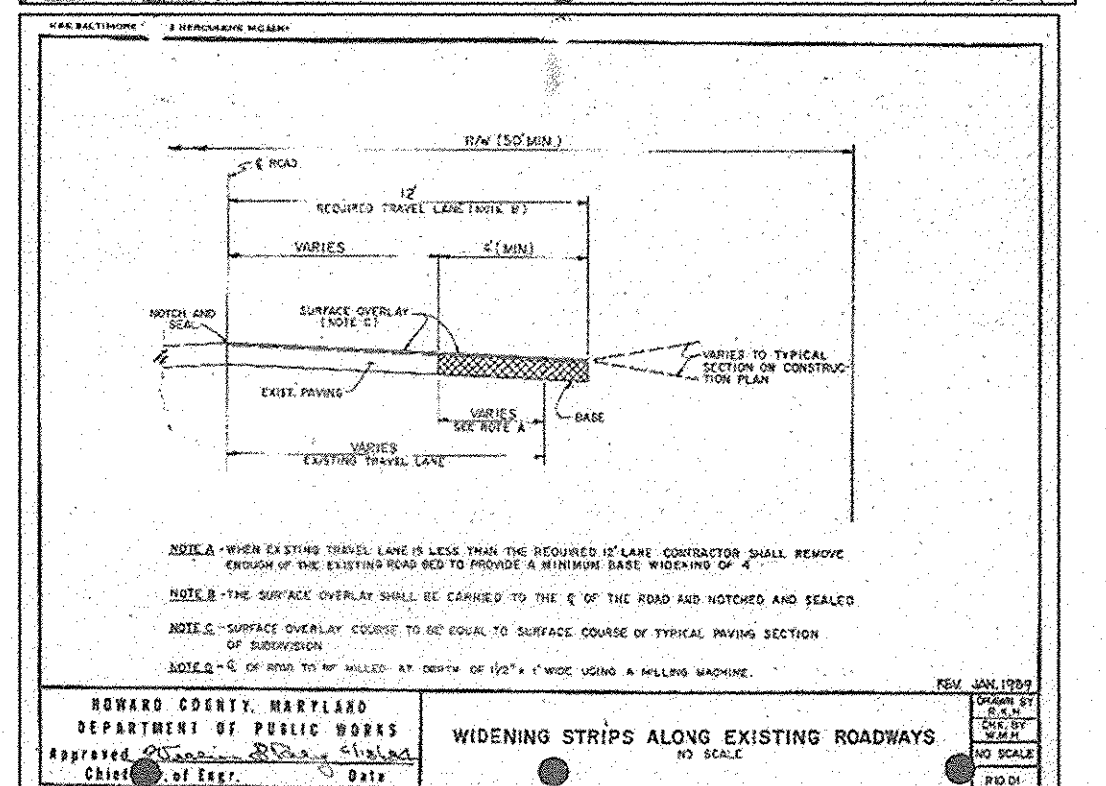 R/W (50' MIN.)
₵ ROAD
12'
REQUIRED TRAVEL LANE (NOTE B)
VARIES
4' (MIN)
NOTCH AND
SEAL
SURFACE OVERLAY
(NOTE C)
VARIES TO TYPICAL
SECTION ON CONSTRUC-
TION PLAN
EXIST. PAVING
VARIES
SEE NOTE A
BASE
VARIES
EXISTING TRAVEL LANE
NOTE A - WHEN EXISTING TRAVEL LANE IS LESS THAN THE REQUIRED 12' LANE CONTRACTOR SHALL REMOVE
ENOUGH OF THE EXISTING ROAD BED TO PROVIDE A MINIMUM BASE WIDENING OF 4'
NOTE B - THE SURFACE OVERLAY SHALL BE CARRIED TO THE ₵ OF THE ROAD AND NOTCHED AND SEALED
NOTE C - SURFACE OVERLAY COURSE TO BE EQUAL TO SURFACE COURSE OF TYPICAL PAVING SECTION
OF SUBDIVISION
NOTE D - ₵ OF ROAD TO BE MILLED AT DEPTH OF 1 1/2" x 1' WIDE USING A MILLING MACHINE.
REV. JAN. 1989
HOWARD COUNTY, MARYLAND
DEPARTMENT OF PUBLIC WORKS
Approved
Chief of Engr. Date
WIDENING STRIPS ALONG EXISTING ROADWAYS
NO SCALE
DRAWN BY
R.K.H.
CHK. BY
W.M.H.
NO SCALE
R10.01